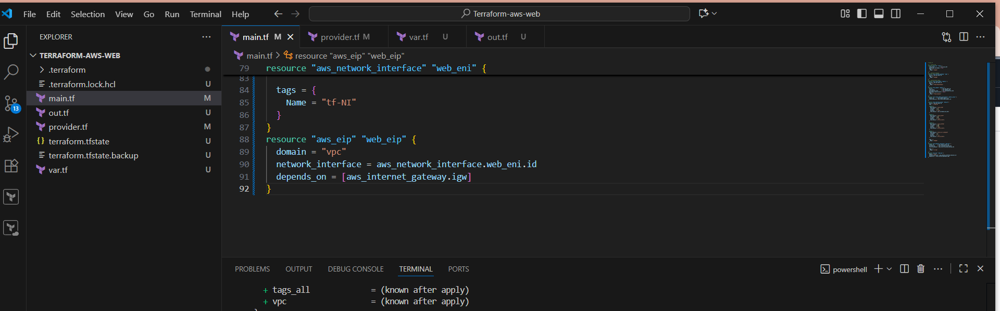 File Edit Selection View Go Run Terminal Help
Terraform-aws-web
EXPLORER
TERRAFORM-AWS-WEB
.terraform
.terraform.lock.hcl U
main.tf M
out.tf U
provider.tf M
{} terraform.tfstate U
terraform.tfstate.backup U
var.tf U
13
main.tf M provider.tf M var.tf U out.tf U
main.tf > resource "aws_eip" "web_eip"
79 resource "aws_network_interface" "web_eni" {
83
84 tags = {
85 Name = "tf-NI"
86 }
87 }
88 resource "aws_eip" "web_eip" {
89 domain = "vpc"
90 network_interface = aws_network_interface.web_eni.id
91 depends_on = [aws_internet_gateway.igw]
92 }
PROBLEMS OUTPUT DEBUG CONSOLE TERMINAL PORTS
powershell
+ tags_all = (known after apply)
+ vpc = (known after apply)
}